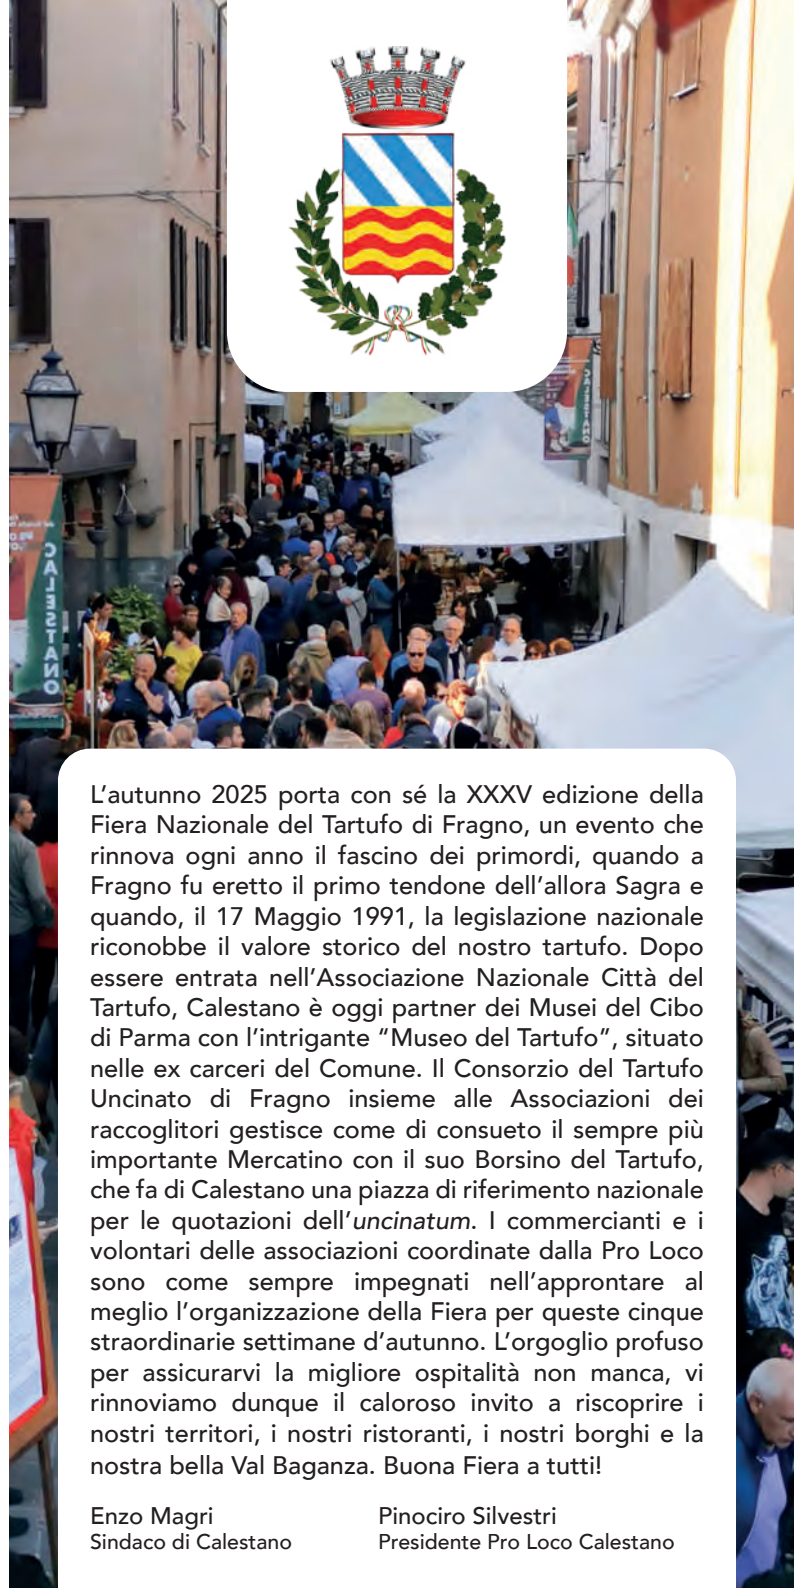 CALESTANO
CALESTANO
L’autunno 2025 porta con sé la XXXV edizione della
Fiera Nazionale del Tartufo di Fragno, un evento che
rinnova ogni anno il fascino dei primordi, quando a
Fragno fu eretto il primo tendone dell’allora Sagra e
quando, il 17 Maggio 1991, la legislazione nazionale
riconobbe il valore storico del nostro tartufo. Dopo
essere entrata nell’Associazione Nazionale Città del
Tartufo, Calestano è oggi partner dei Musei del Cibo
di Parma con l’intrigante “Museo del Tartufo”, situato
nelle ex carceri del Comune. Il Consorzio del Tartufo
Uncinato di Fragno insieme alle Associazioni dei
raccoglitori gestisce come di consueto il sempre più
importante Mercatino con il suo Borsino del Tartufo,
che fa di Calestano una piazza di riferimento nazionale
per le quotazioni dell’uncinatum. I commercianti e i
volontari delle associazioni coordinate dalla Pro Loco
sono come sempre impegnati nell’approntare al
meglio l’organizzazione della Fiera per queste cinque
straordinarie settimane d’autunno. L’orgoglio profuso
per assicurarvi la migliore ospitalità non manca, vi
rinnoviamo dunque il caloroso invito a riscoprire i
nostri territori, i nostri ristoranti, i nostri borghi e la
nostra bella Val Baganza. Buona Fiera a tutti!
Enzo Magri
Sindaco di Calestano
Pinociro Silvestri
Presidente Pro Loco Calestano